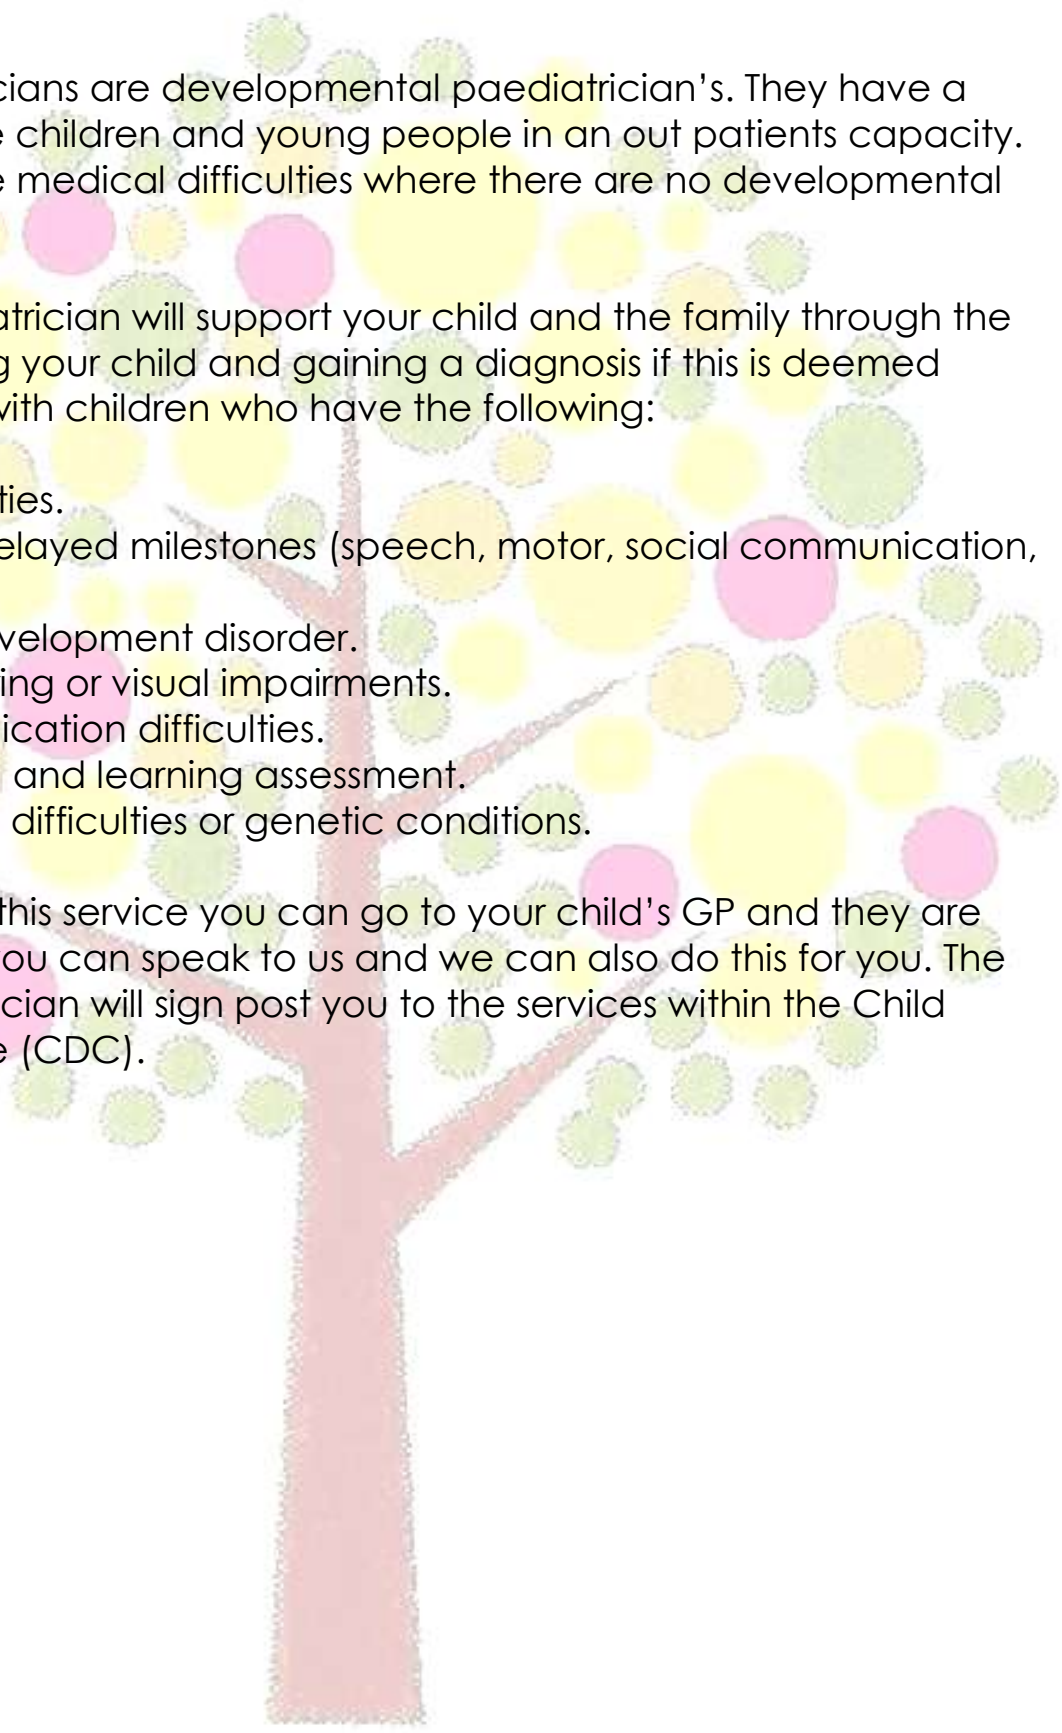 cians are developmental paediatrician's. They have a
e children and young people in an out patients capacity.
e medical difficulties where there are no developmental
atrician will support your child and the family through the
g your child and gaining a diagnosis if this is deemed
with children who have the following:
ties.
elayed milestones (speech, motor, social communication,
velopment disorder.
ing or visual impairments.
ication difficulties.
and learning assessment.
difficulties or genetic conditions.
this service you can go to your child's GP and they are
ou can speak to us and we can also do this for you. The
cian will sign post you to the services within the Child
e (CDC).